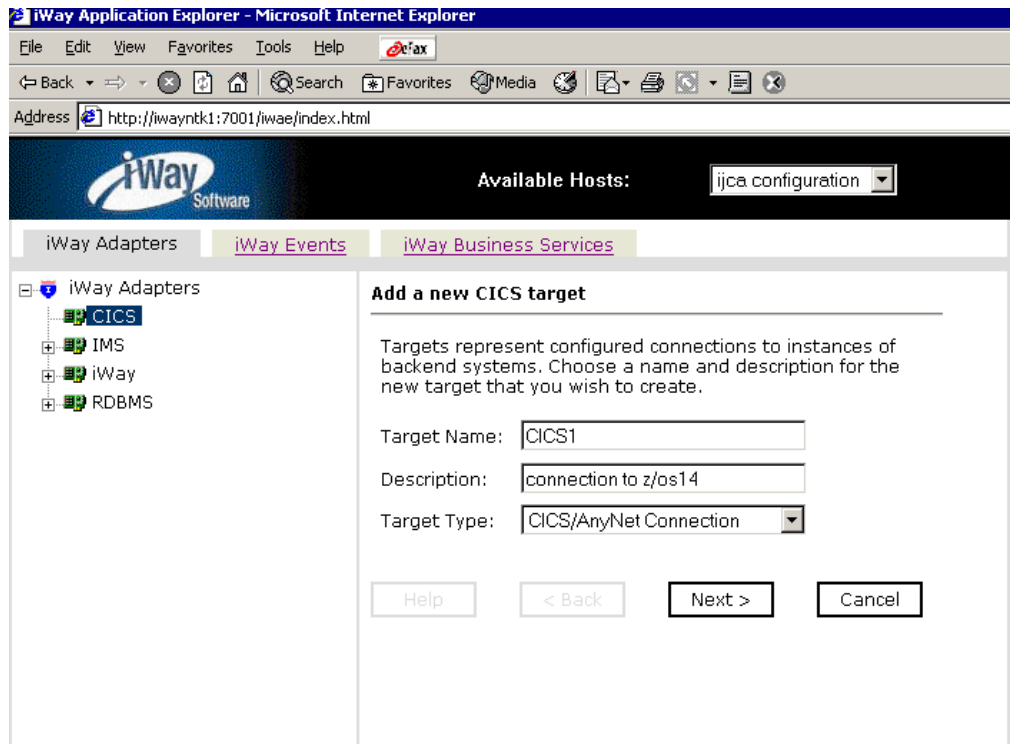 iWay Application Explorer - Microsoft Internet Explorer
File Edit View Favorites Tools Help eFax
Back Search Favorites Media
Address http://iwayntk1:7001/iwae/index.html
iWay Software Available Hosts: ijca configuration
iWay Adapters iWay Events iWay Business Services
iWay Adapters
CICS
IMS
iWay
RDBMS
Add a new CICS target
Targets represent configured connections to instances of
backend systems. Choose a name and description for the
new target that you wish to create.
Target Name: CICS1
Description: connection to z/os14
Target Type: CICS/AnyNet Connection
Help < Back Next > Cancel